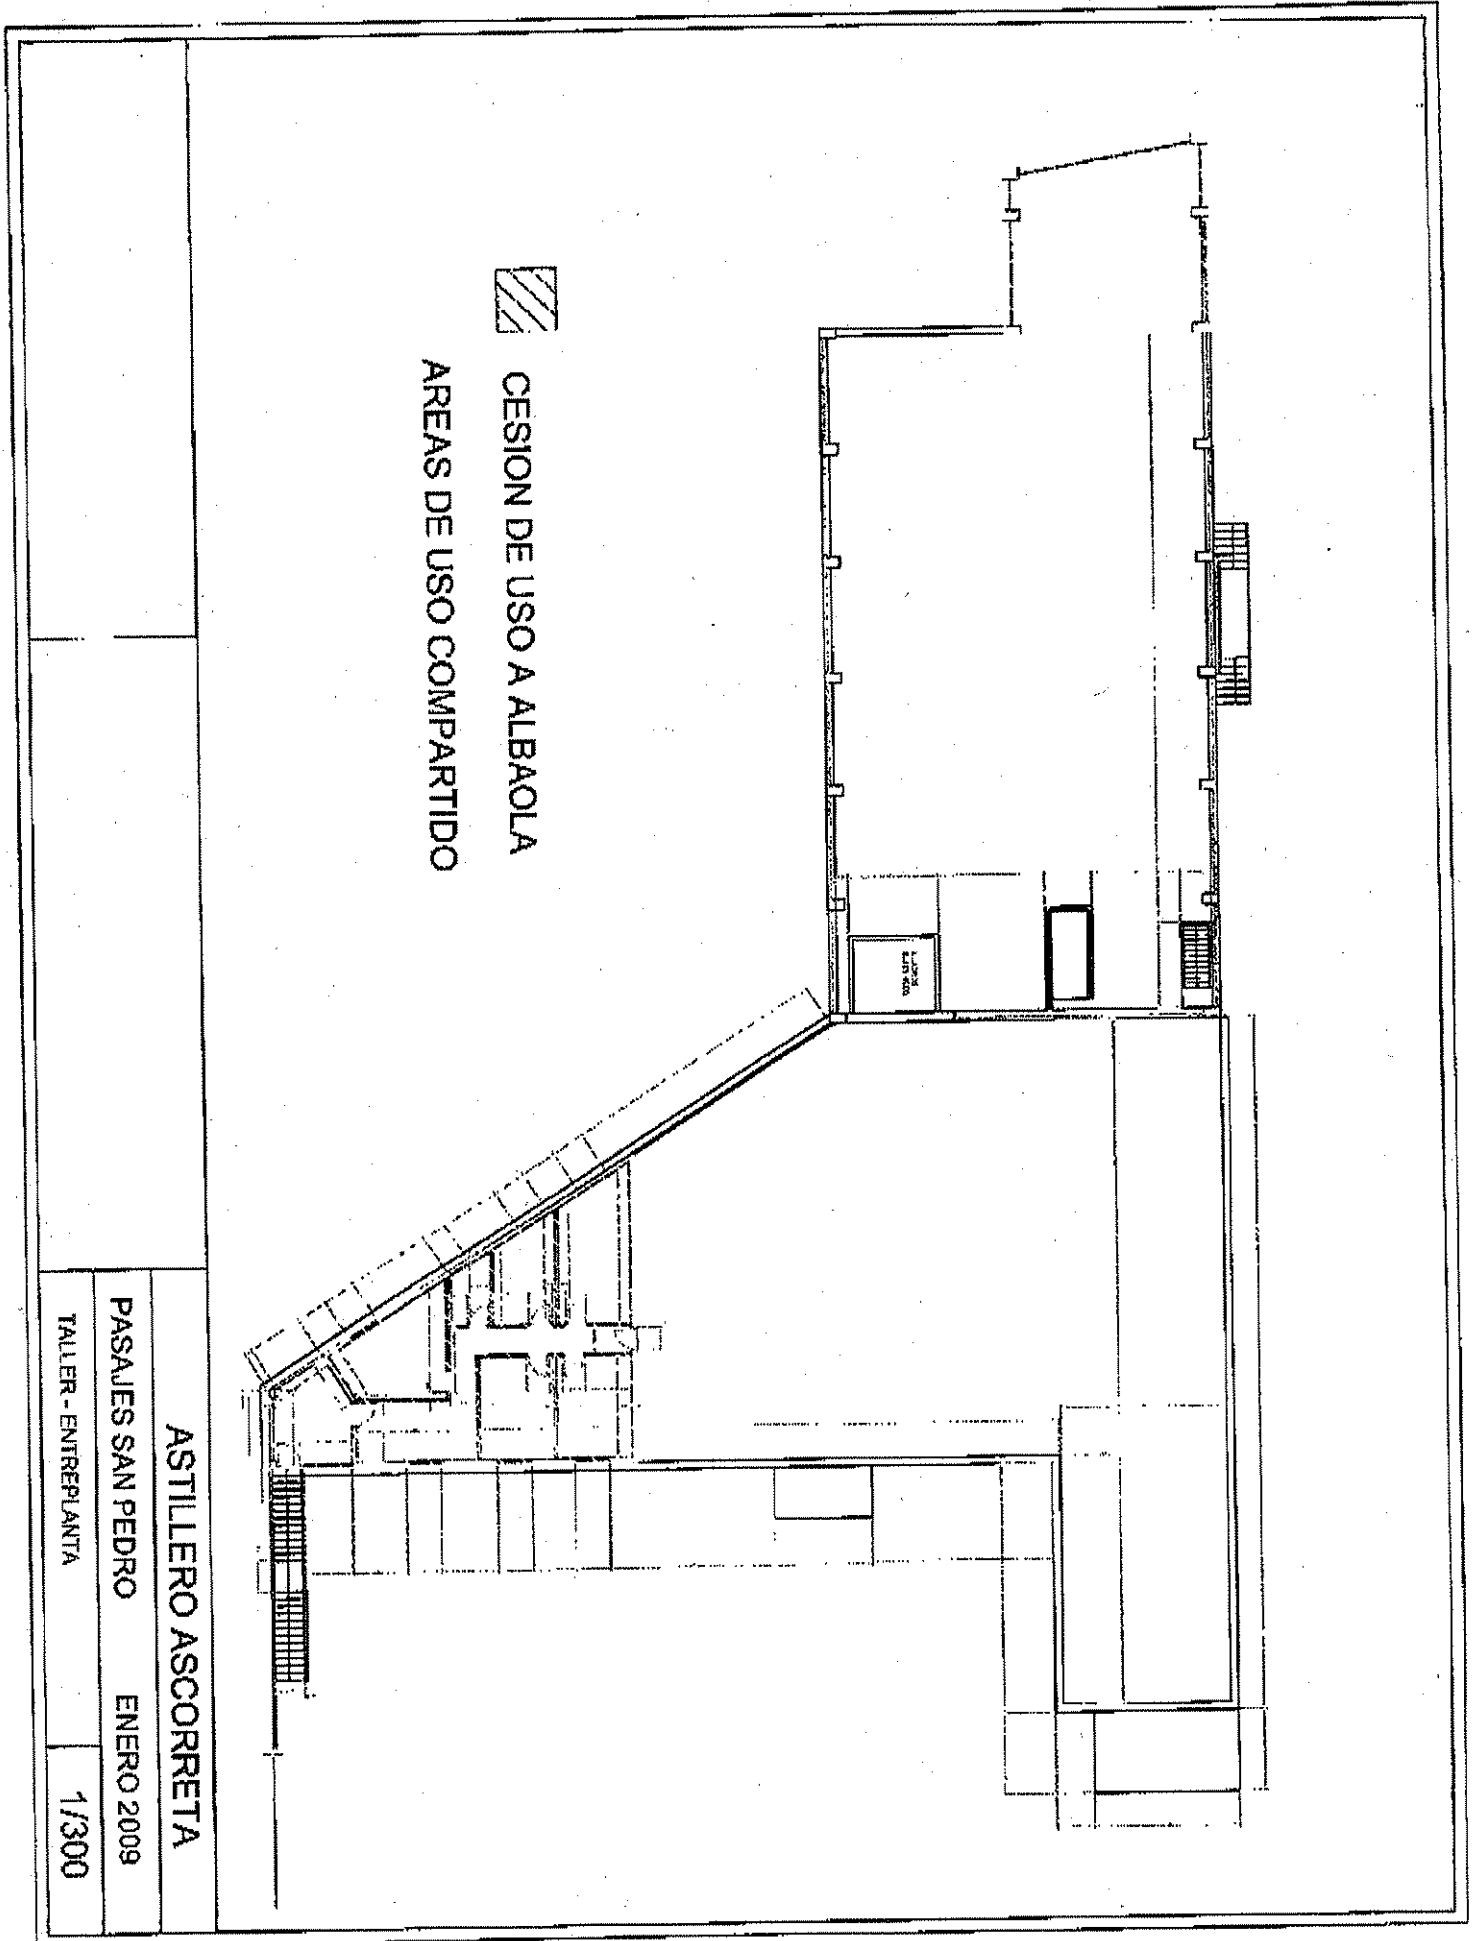 CESION DE USO A ALBAOLA
AREAS DE USO COMPARTIDO
ASTILLERO ASCORRETA
PASAJES SAN PEDRO ENERO 2009
TALLER - ENTREPLANTA 1/300